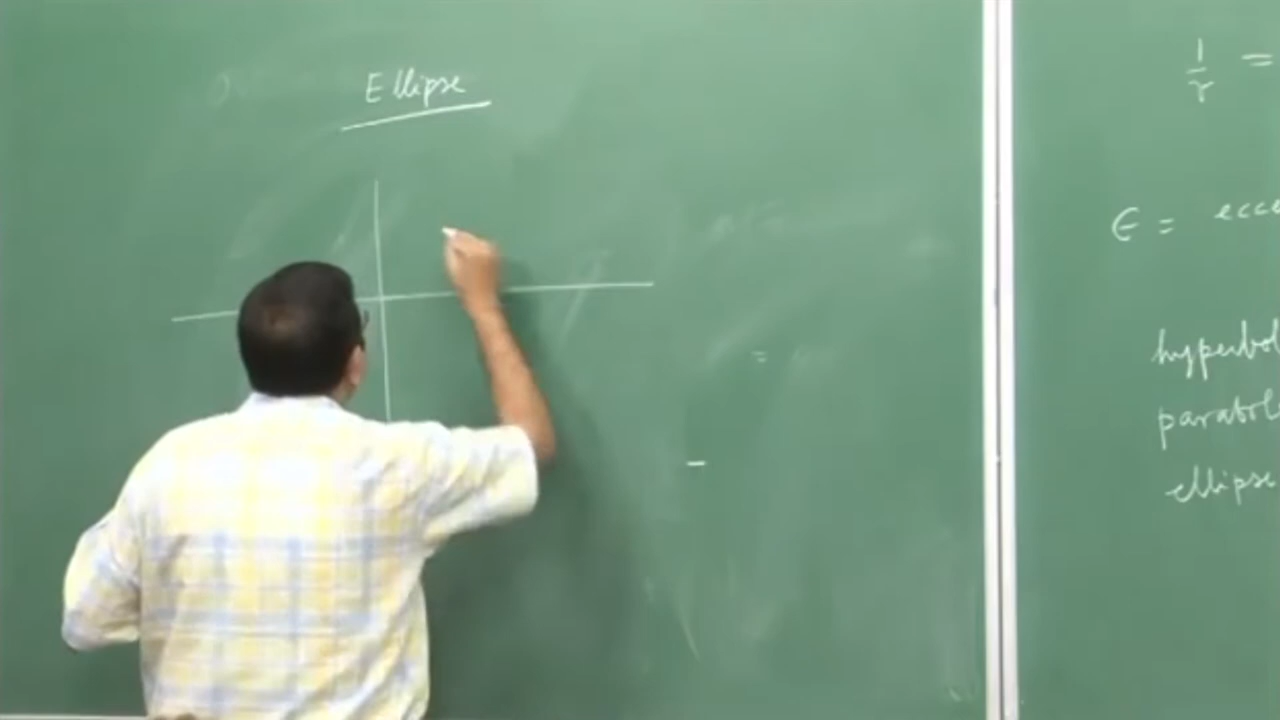 Ellipse
1/r =
ϵ = ecce
hyperbol
parabol
ellipse